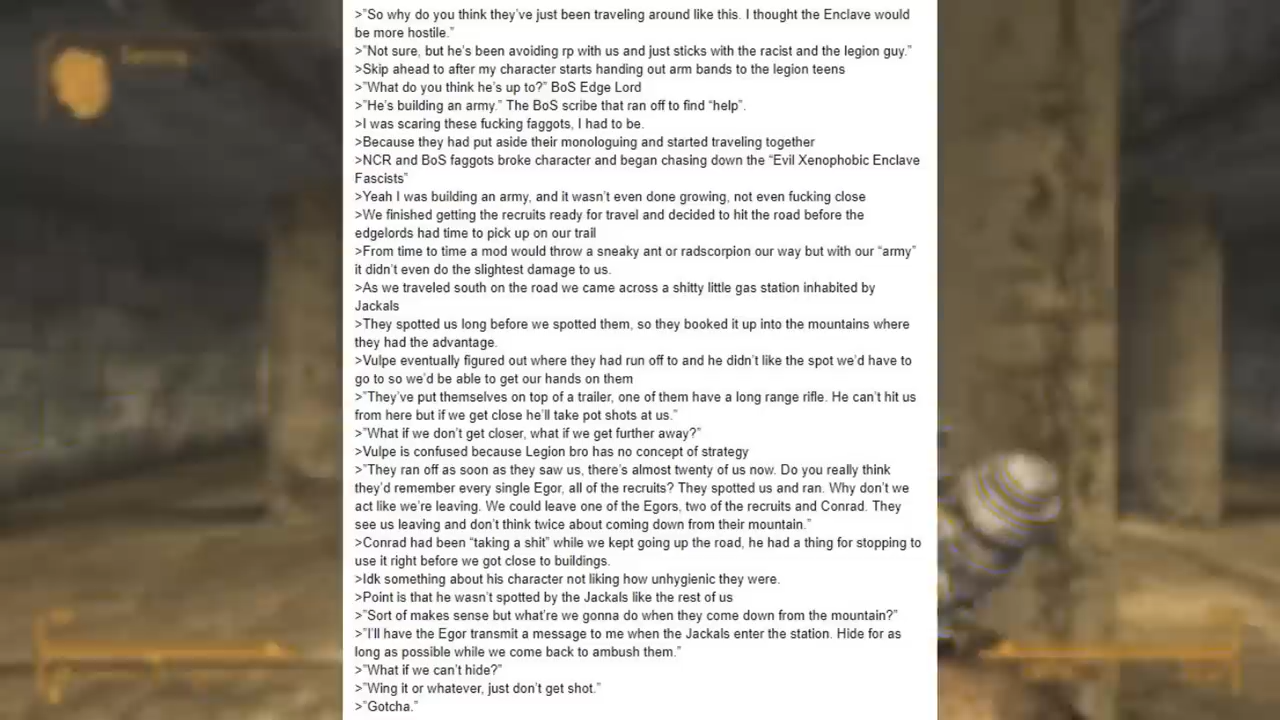 >"So why do you think they've just been traveling around like this. I thought the Enclave would
be more hostile."
>"Not sure, but he's been avoiding rp with us and just sticks with the racist and the legion guy."
>Skip ahead to after my character starts handing out arm bands to the legion teens
>"What do you think he's up to?" BoS Edge Lord
>"He's building an army." The BoS scribe that ran off to find "help".
>I was scaring these fucking faggots, I had to be.
>Because they had put aside their monologuing and started traveling together
>NCR and BoS faggots broke character and began chasing down the "Evil Xenophobic Enclave
Fascists"
>Yeah I was building an army, and it wasn't even done growing, not even fucking close
>We finished getting the recruits ready for travel and decided to hit the road before the
edgelords had time to pick up on our trail
>From time to time a mod would throw a sneaky ant or radscorpion our way but with our "army"
it didn't even do the slightest damage to us.
>As we traveled south on the road we came across a shitty little gas station inhabited by
Jackals
>They spotted us long before we spotted them, so they booked it up into the mountains where
they had the advantage.
>Vulpe eventually figured out where they had run off to and he didn't like the spot we'd have to
go to so we'd be able to get our hands on them
>"They've put themselves on top of a trailer, one of them have a long range rifle. He can't hit us
from here but if we get close he'll take pot shots at us."
>"What if we don't get closer, what if we get further away?"
>Vulpe is confused because Legion bro has no concept of strategy
>"They ran off as soon as they saw us, there's almost twenty of us now. Do you really think
they'd remember every single Egor, all of the recruits? They spotted us and ran. Why don't we
act like we're leaving. We could leave one of the Egors, two of the recruits and Conrad. They
see us leaving and don't think twice about coming down from their mountain."
>Conrad had been "taking a shit" while we kept going up the road, he had a thing for stopping to
use it right before we got close to buildings.
>Idk something about his character not liking how unhygienic they were.
>Point is that he wasn't spotted by the Jackals like the rest of us
>"Sort of makes sense but what're we gonna do when they come down from the mountain?"
>"I'll have the Egor transmit a message to me when the Jackals enter the station. Hide for as
long as possible while we come back to ambush them."
>"What if we can't hide?"
>"Wing it or whatever, just don't get shot."
>"Gotcha."